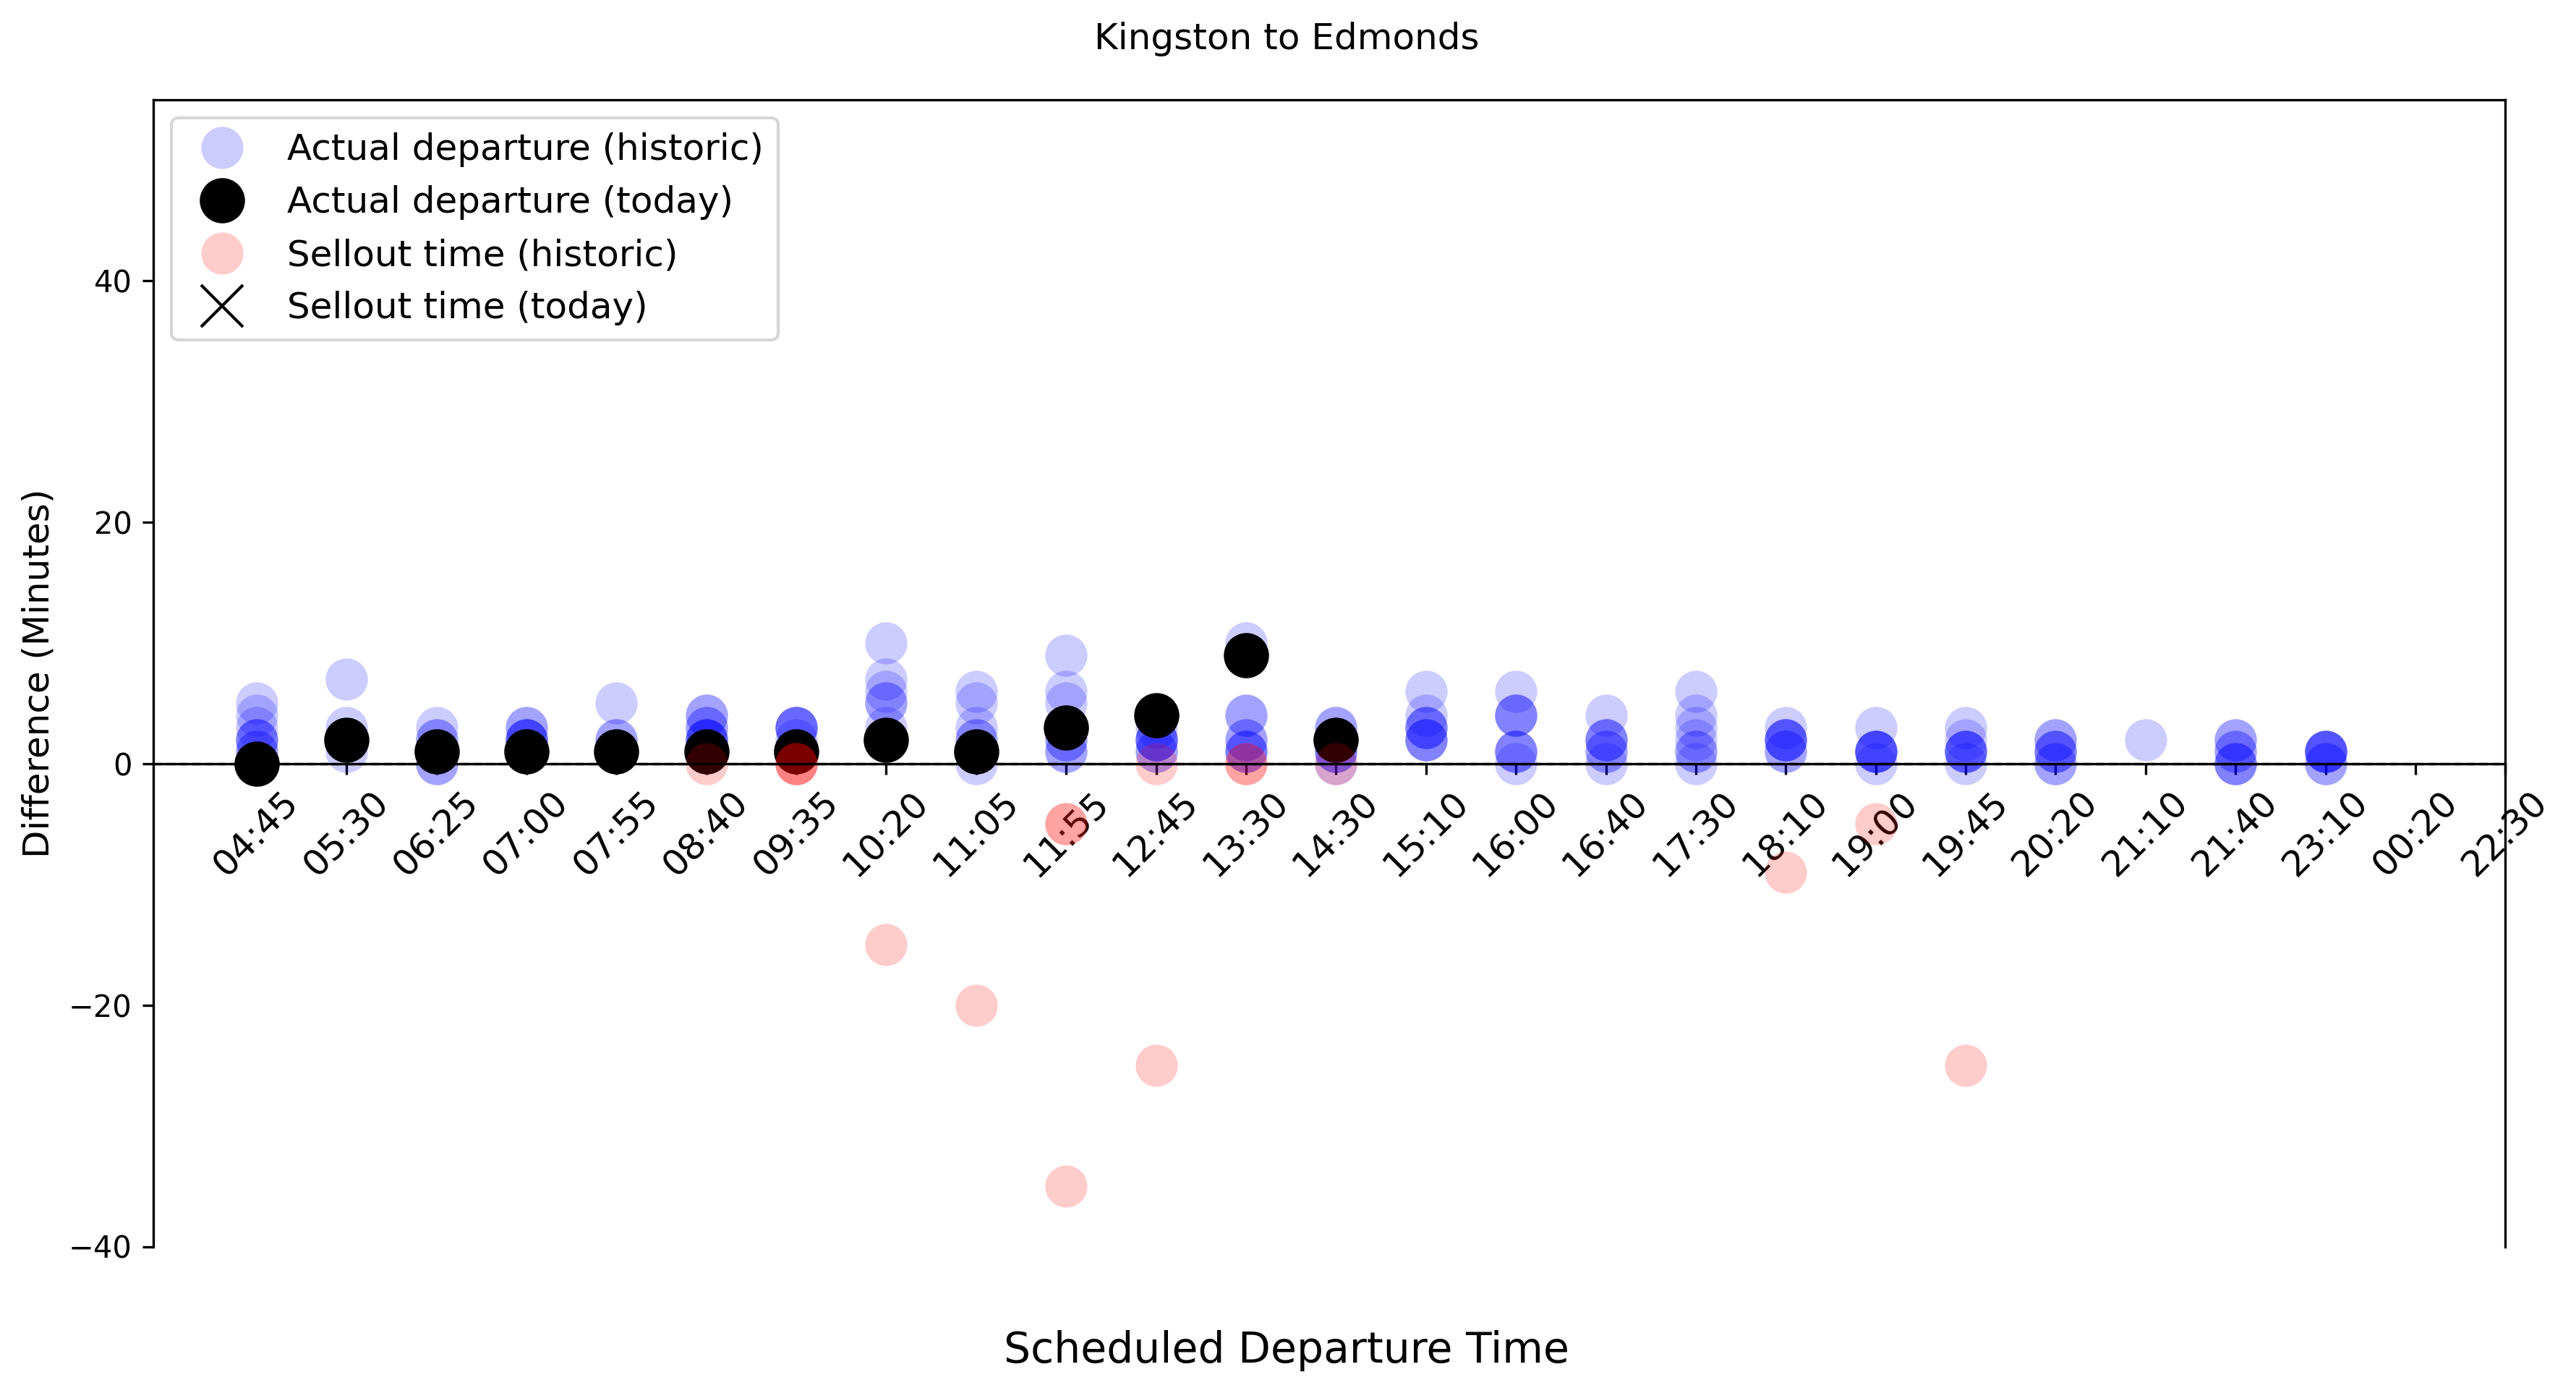 Kingston to Edmonds
Actual departure (historic)
Actual departure (today)
Sellout time (historic)
Sellout time (today)
Difference (Minutes)
40
20
0
−20
−40
04:45 05:30 06:25 07:00 07:55 08:40 09:35 10:20 11:05 11:55 12:45 13:30 14:30 15:10 16:00 16:40 17:30 18:10 19:00 19:45 20:20 21:10 21:40 23:10 00:20 22:30
Scheduled Departure Time